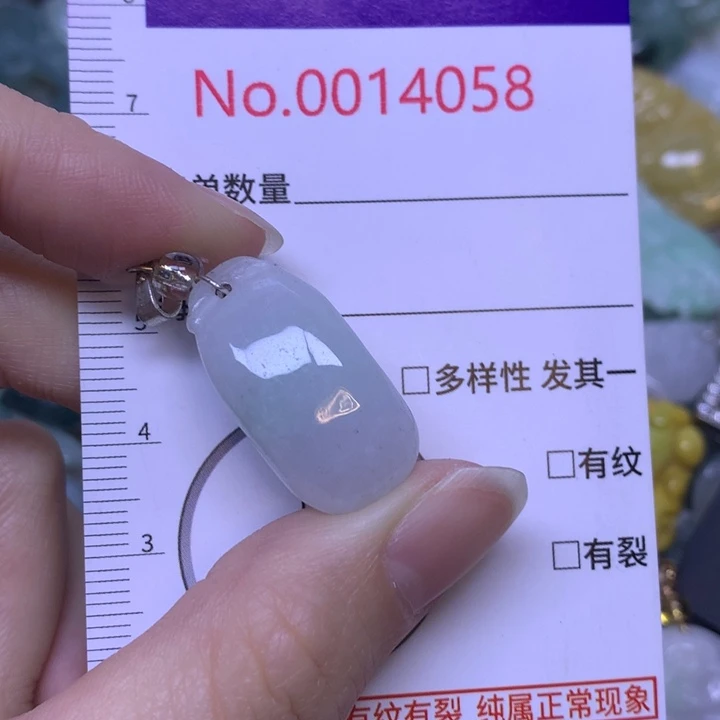 No.0014058
7
单数量
5
□多样性 发其一
4
□有纹
3
□有裂
有纹有裂 纯属正常现象